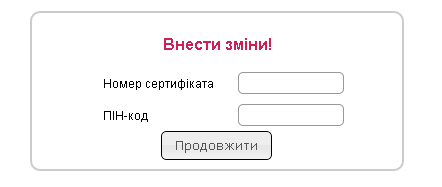 Внести зміни!
Номер сертифіката
ПІН-код
Продовжити